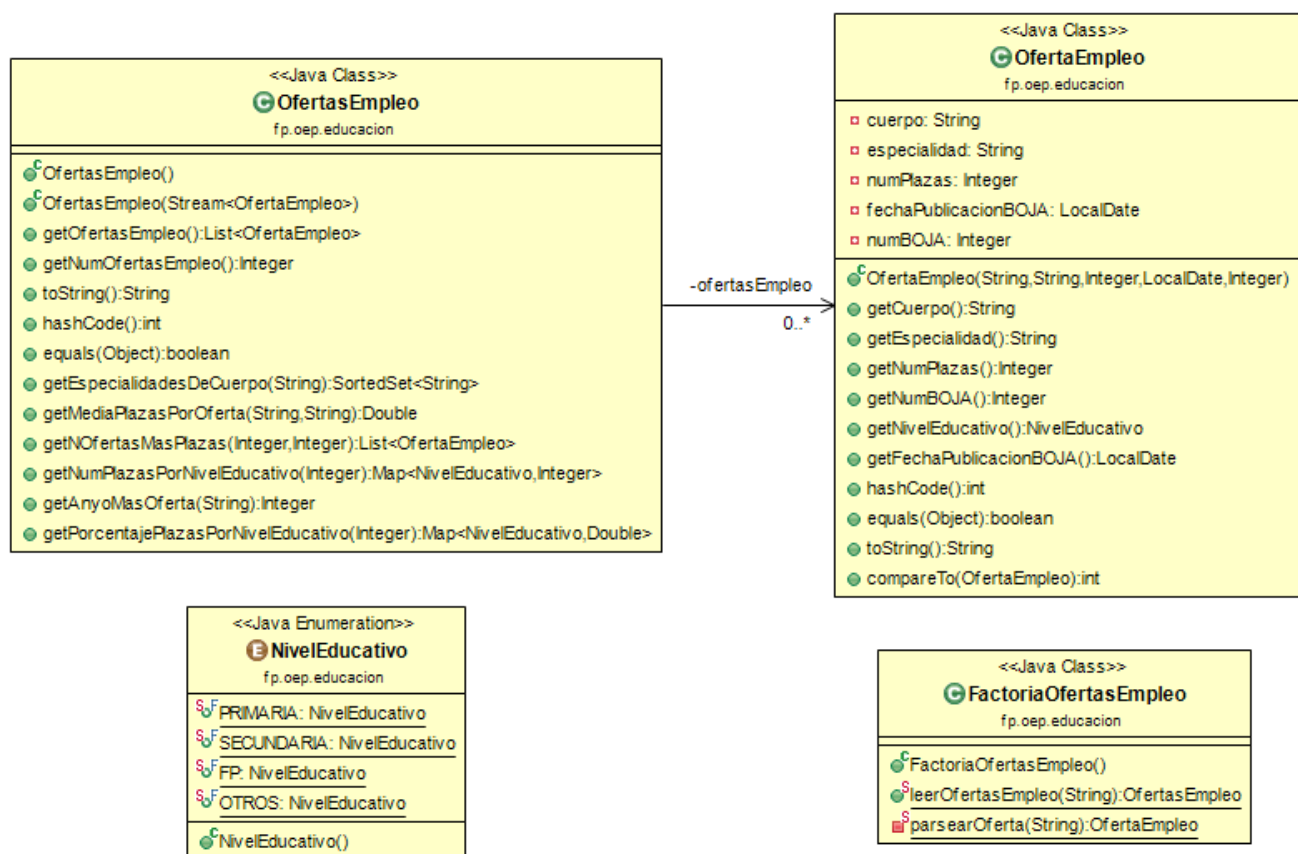 <<Java Class>>
OfertasEmpleo
fp.oep.educacion
OfertasEmpleo()
OfertasEmpleo(Stream<OfertaEmpleo>)
getOfertasEmpleo():List<OfertaEmpleo>
getNumOfertasEmpleo():Integer
toString():String
hashCode():int
equals(Object):boolean
getEspecialidadesDeCuerpo(String):SortedSet<String>
getMediaPlazasPorOferta(String,String):Double
getNOfertasMasPlazas(Integer,Integer):List<OfertaEmpleo>
getNumPlazasPorNivelEducativo(Integer):Map<NivelEducativo,Integer>
getAnyoMasOferta(String):Integer
getPorcentajePlazasPorNivelEducativo(Integer):Map<NivelEducativo,Double>
-ofertasEmpleo
0..*
<<Java Class>>
OfertaEmpleo
fp.oep.educacion
cuerpo: String
especialidad: String
numPlazas: Integer
fechaPublicacionBOJA: LocalDate
numBOJA: Integer
OfertaEmpleo(String,String,Integer,LocalDate,Integer)
getCuerpo():String
getEspecialidad():String
getNumPlazas():Integer
getNumBOJA():Integer
getNivelEducativo():NivelEducativo
getFechaPublicacionBOJA():LocalDate
hashCode():int
equals(Object):boolean
toString():String
compareTo(OfertaEmpleo):int
<<Java Enumeration>>
NivelEducativo
fp.oep.educacion
PRIMARIA: NivelEducativo
SECUNDARIA: NivelEducativo
FP: NivelEducativo
OTROS: NivelEducativo
NivelEducativo()
<<Java Class>>
FactoriaOfertasEmpleo
fp.oep.educacion
FactoriaOfertasEmpleo()
leerOfertasEmpleo(String):OfertasEmpleo
parsearOferta(String):OfertaEmpleo